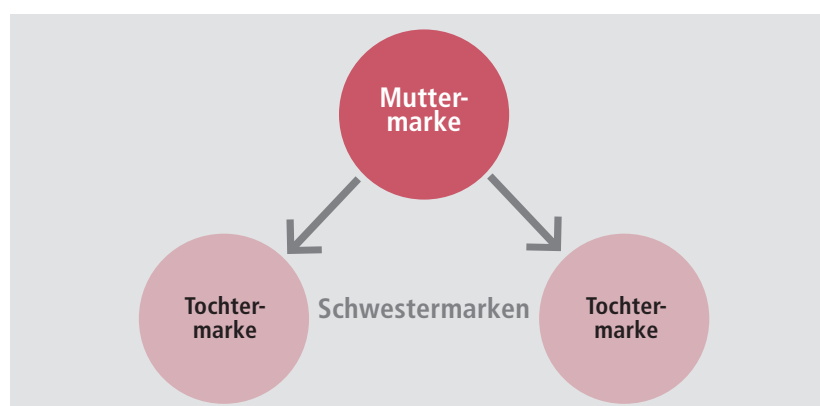 Mutter-
marke
Tochter-
marke
Schwestermarken
Tochter-
marke